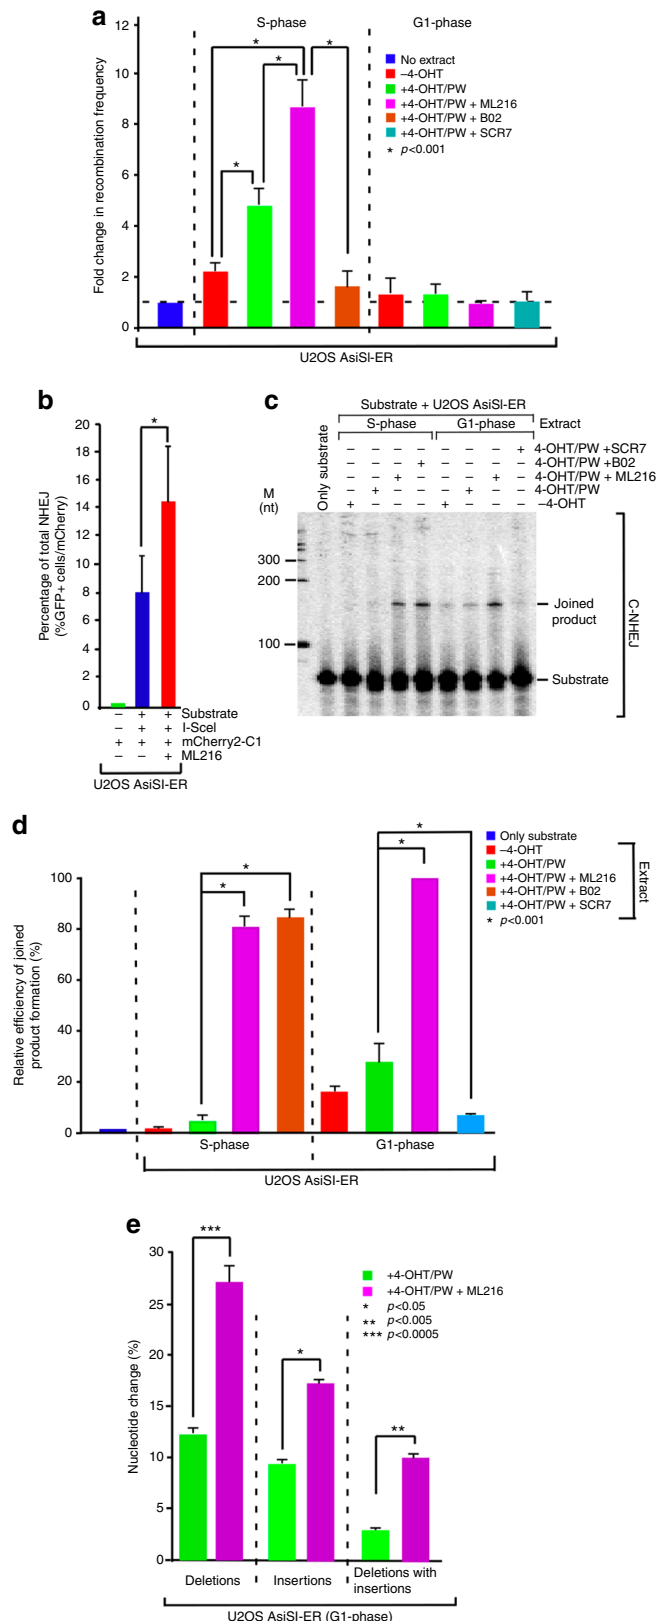 a
S-phase
G1-phase
12
10
8
6
4
2
0
Fold change in recombination frequency
No extract
–4-OHT
+4-OHT/PW
+4-OHT/PW + ML216
+4-OHT/PW + B02
+4-OHT/PW + SCR7
* p<0.001
*
*
*
*
U2OS AsiSI-ER
b
20
18
16
14
12
10
8
6
4
2
0
Percentage of total NHEJ
(%GFP+ cells/mCherry)
*
– + + Substrate
– + + I-SceI
+ + + mCherry2-C1
– – + ML216
U2OS AsiSI-ER
c
Substrate + U2OS AsiSI-ER
S-phase
G1-phase
Extract
Only substrate
– – – – – – – + 4-OHT/PW +SCR7
– – – + – – – – 4-OHT/PW +B02
– – + – – – + – 4-OHT/PW + ML216
– + – – – + – – 4-OHT/PW
+ – – – + – – – –4-OHT
M
(nt)
300
200
100
Joined
product
Substrate
C-NHEJ
d
100
80
60
40
20
0
Relative efficiency of joined
product formation (%)
Only substrate
–4-OHT
+4-OHT/PW
+4-OHT/PW + ML216
+4-OHT/PW + B02
+4-OHT/PW + SCR7
* p<0.001
Extract
*
*
*
*
S-phase
G1-phase
U2OS AsiSI-ER
e
30
25
20
15
10
5
0
Nucleotide change (%)
+4-OHT/PW
+4-OHT/PW + ML216
* p<0.05
** p<0.005
*** p<0.0005
***
*
**
Deletions
Insertions
Deletions with
insertions
U2OS AsiSI-ER (G1-phase)